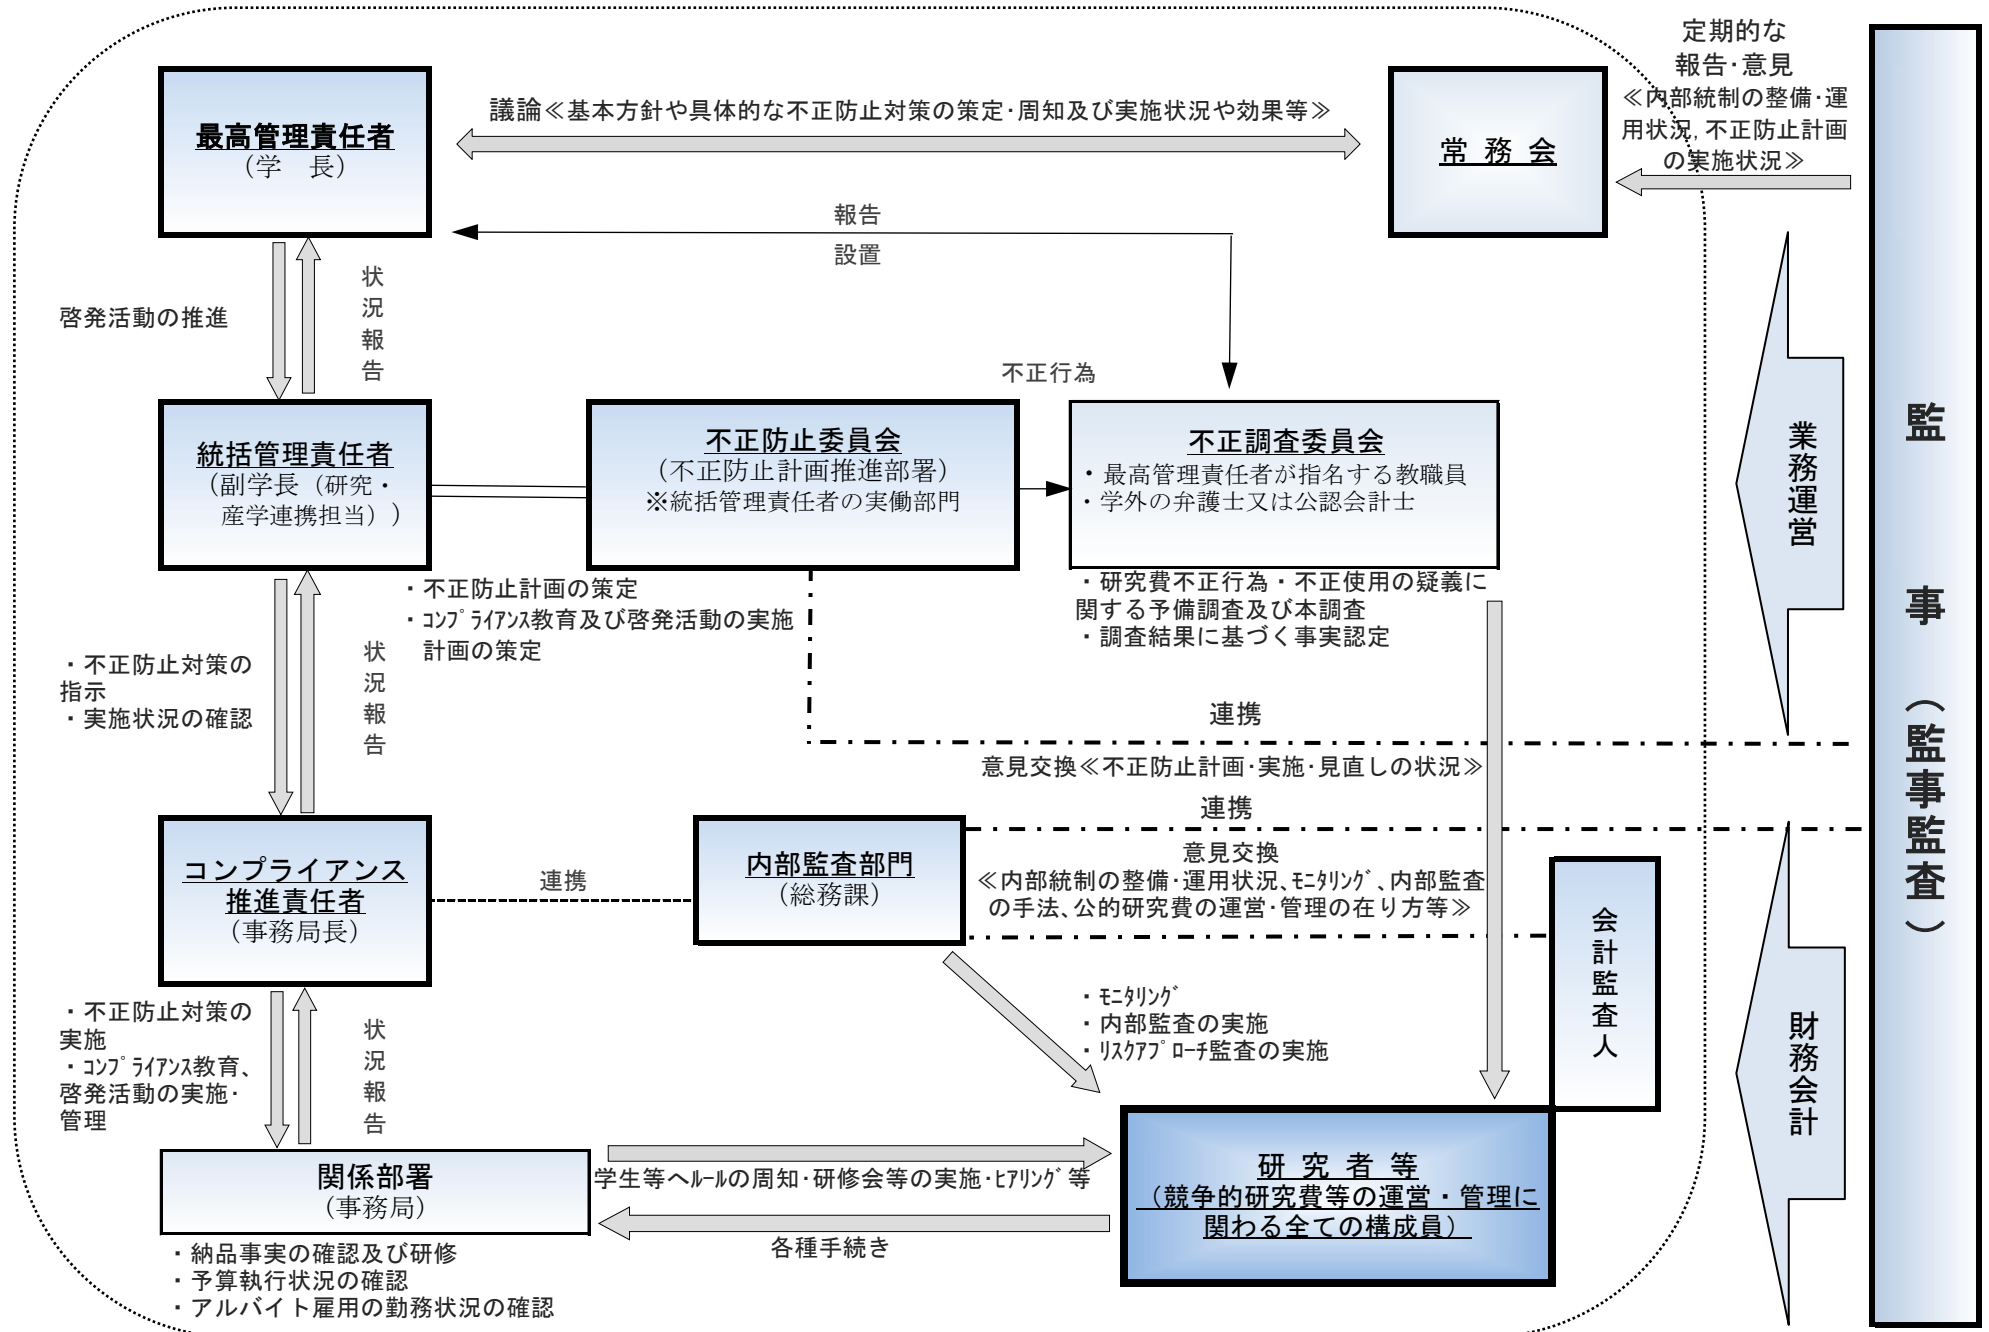 定期的な
報告・意見
≪内部統制の整備・運
用状況, 不正防止計画
の実施状況≫
議論≪基本方針や具体的な不正防止対策の策定・周知及び実施状況や効果等≫
最高管理責任者
（学　長）
常 務 会
報告
設置
啓発活動の推進
状況報告
不正行為
統括管理責任者
（副学長（研究・
産学連携担当））
不正防止委員会
（不正防止計画推進部署）
※統括管理責任者の実働部門
不正調査委員会
・最高管理責任者が指名する教職員
・学外の弁護士又は公認会計士
業務運営
監　事　（監事監査）
・不正防止計画の策定
・ｺﾝﾌﾟﾗｲｱﾝｽ教育及び啓発活動の実施
計画の策定
・研究費不正行為・不正使用の疑義に
関する予備調査及び本調査
・調査結果に基づく事実認定
・不正防止対策の
指示
・実施状況の確認
状況報告
連携
意見交換≪不正防止計画・実施・見直しの状況≫
連携
コンプライアンス
推進責任者
（事務局長）
連携
内部監査部門
（総務課）
意見交換
≪内部統制の整備・運用状況、ﾓﾆﾀﾘﾝｸﾞ、内部監査
の手法、公的研究費の運営・管理の在り方等≫
会計監査人
財務会計
・ﾓﾆﾀﾘﾝｸﾞ
・内部監査の実施
・ﾘｽｸｱﾌﾟﾛｰﾁ監査の実施
・不正防止対策の
実施
・ｺﾝﾌﾟﾗｲｱﾝｽ教育、
啓発活動の実施・
管理
状況報告
関係部署
（事務局）
学生等へﾙｰﾙの周知・研修会等の実施・ﾋｱﾘﾝｸﾞ等
各種手続き
研 究 者 等
（競争的研究費等の運営・管理に
関わる全ての構成員）
・納品事実の確認及び研修
・予算執行状況の確認
・アルバイト雇用の勤務状況の確認